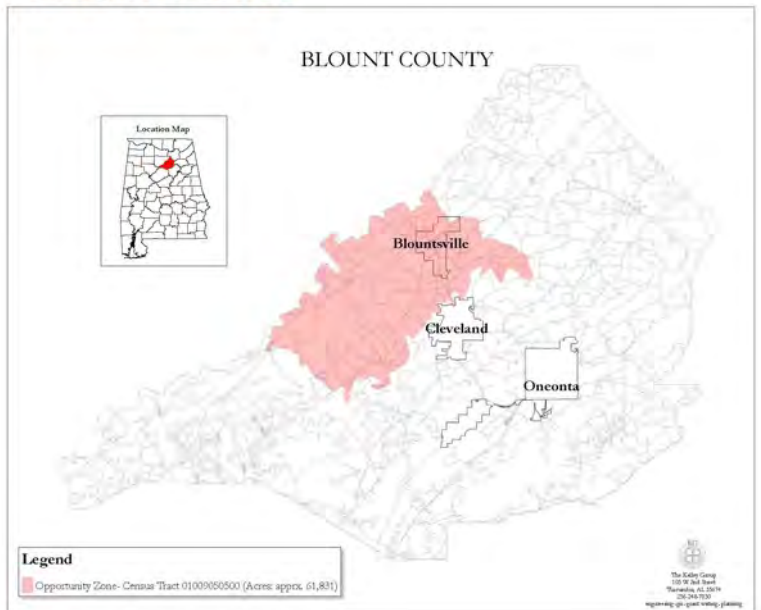 BLOUNT COUNTY
Location Map
Blountsville
Cleveland
Oneonta
Legend
Opportunity Zone- Census Tract 01009050500 (Acres: apprx. 61,831)
The Kelley Group